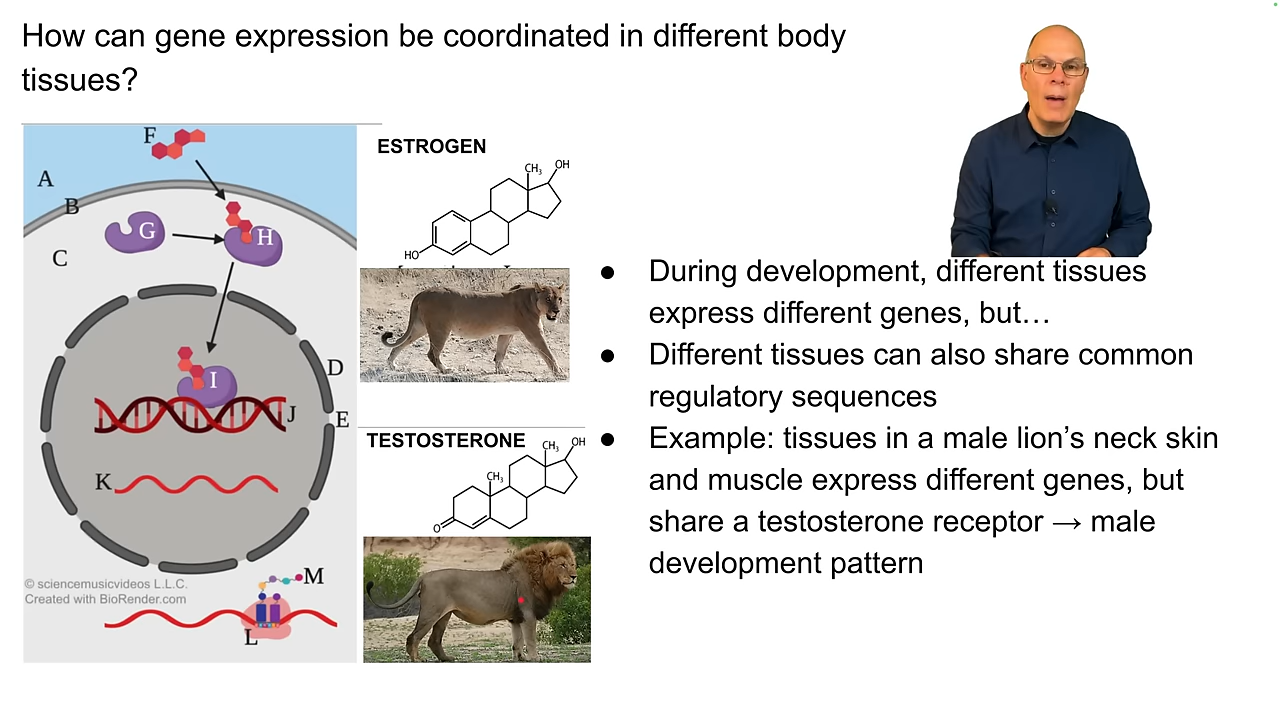 How can gene expression be coordinated in different body
tissues?
F
A
B
G
H
C
I
D
J
E
K
M
L
© sciencemusicvideos L.L.C.
Created with BioRender.com
ESTROGEN
CH₃
OH
HO
TESTOSTERONE
CH₃
OH
CH₃
O
● During development, different tissues
express different genes, but…
● Different tissues can also share common
regulatory sequences
● Example: tissues in a male lion’s neck skin
and muscle express different genes, but
share a testosterone receptor → male
development pattern